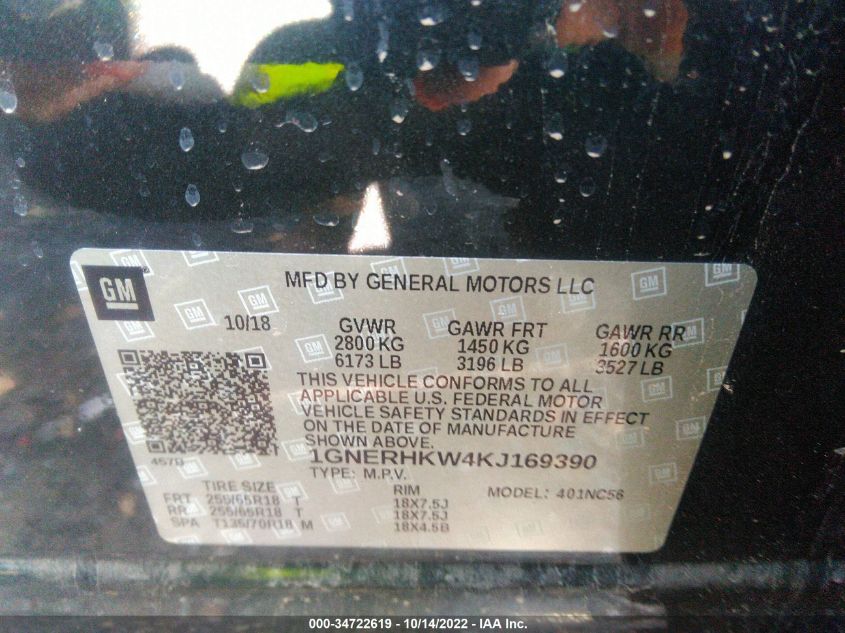 GM
MFD BY GENERAL MOTORS LLC
10/18 GVWR GAWR FRT GAWR RR
2800 KG 1450 KG 1600 KG
6173 LB 3196 LB 3527 LB
THIS VEHICLE CONFORMS TO ALL
APPLICABLE U.S. FEDERAL MOTOR
VEHICLE SAFETY STANDARDS IN EFFECT
ON THE DATE OF MANUFACTURE
SHOWN ABOVE.
1GNERHKW4KJ169390
TYPE: M.P.V.
TIRE SIZE RIM MODEL: 401NC56
FRT 255/65R18 T 18X7.5J
RR 255/65R18 T 18X7.5J
SPA T135/70R18 M 18X4.5B
000-34722619 - 10/14/2022 - IAA Inc.